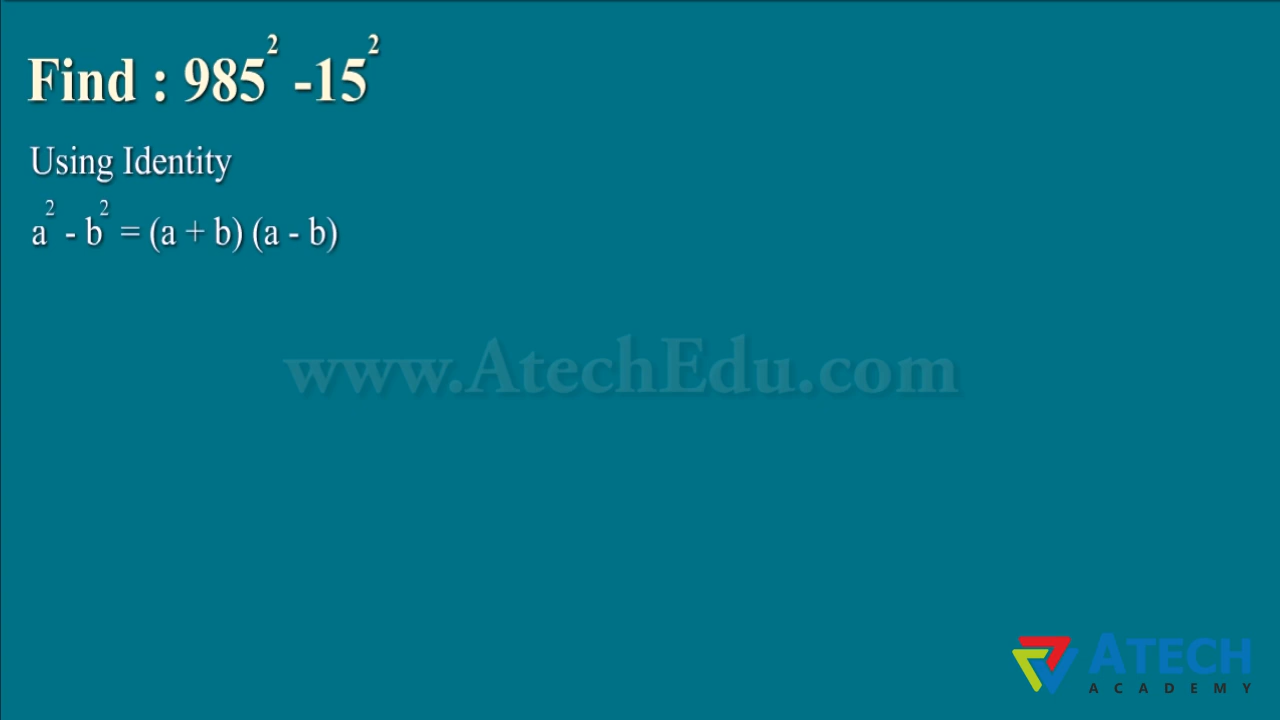 Find : 985² -15²
Using Identity
a² - b² = (a + b) (a - b)
www.AtechEdu.com
ATECH
ACADEMY